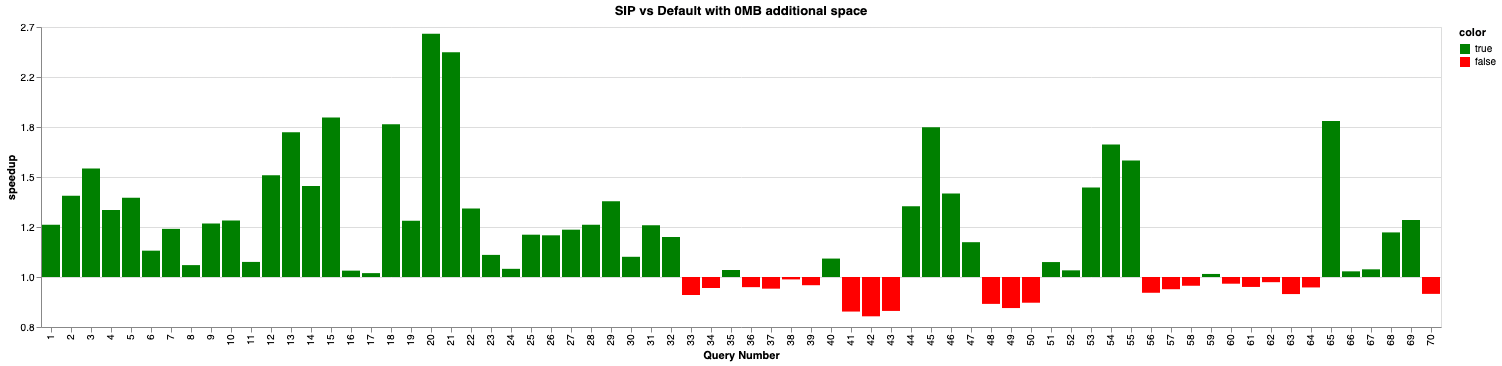 SIP vs Default with 0MB additional space
color
true
false
speedup
2.7
2.2
1.8
1.5
1.2
1.0
0.8
1 2 3 4 5 6 7 8 9 10 11 12 13 14 15 16 17 18 19 20 21 22 23 24 25 26 27 28 29 30 31 32 33 34 35 36 37 38 39 40 41 42 43 44 45 46 47 48 49 50 51 52 53 54 55 56 57 58 59 60 61 62 63 64 65 66 67 68 69 70
Query Number